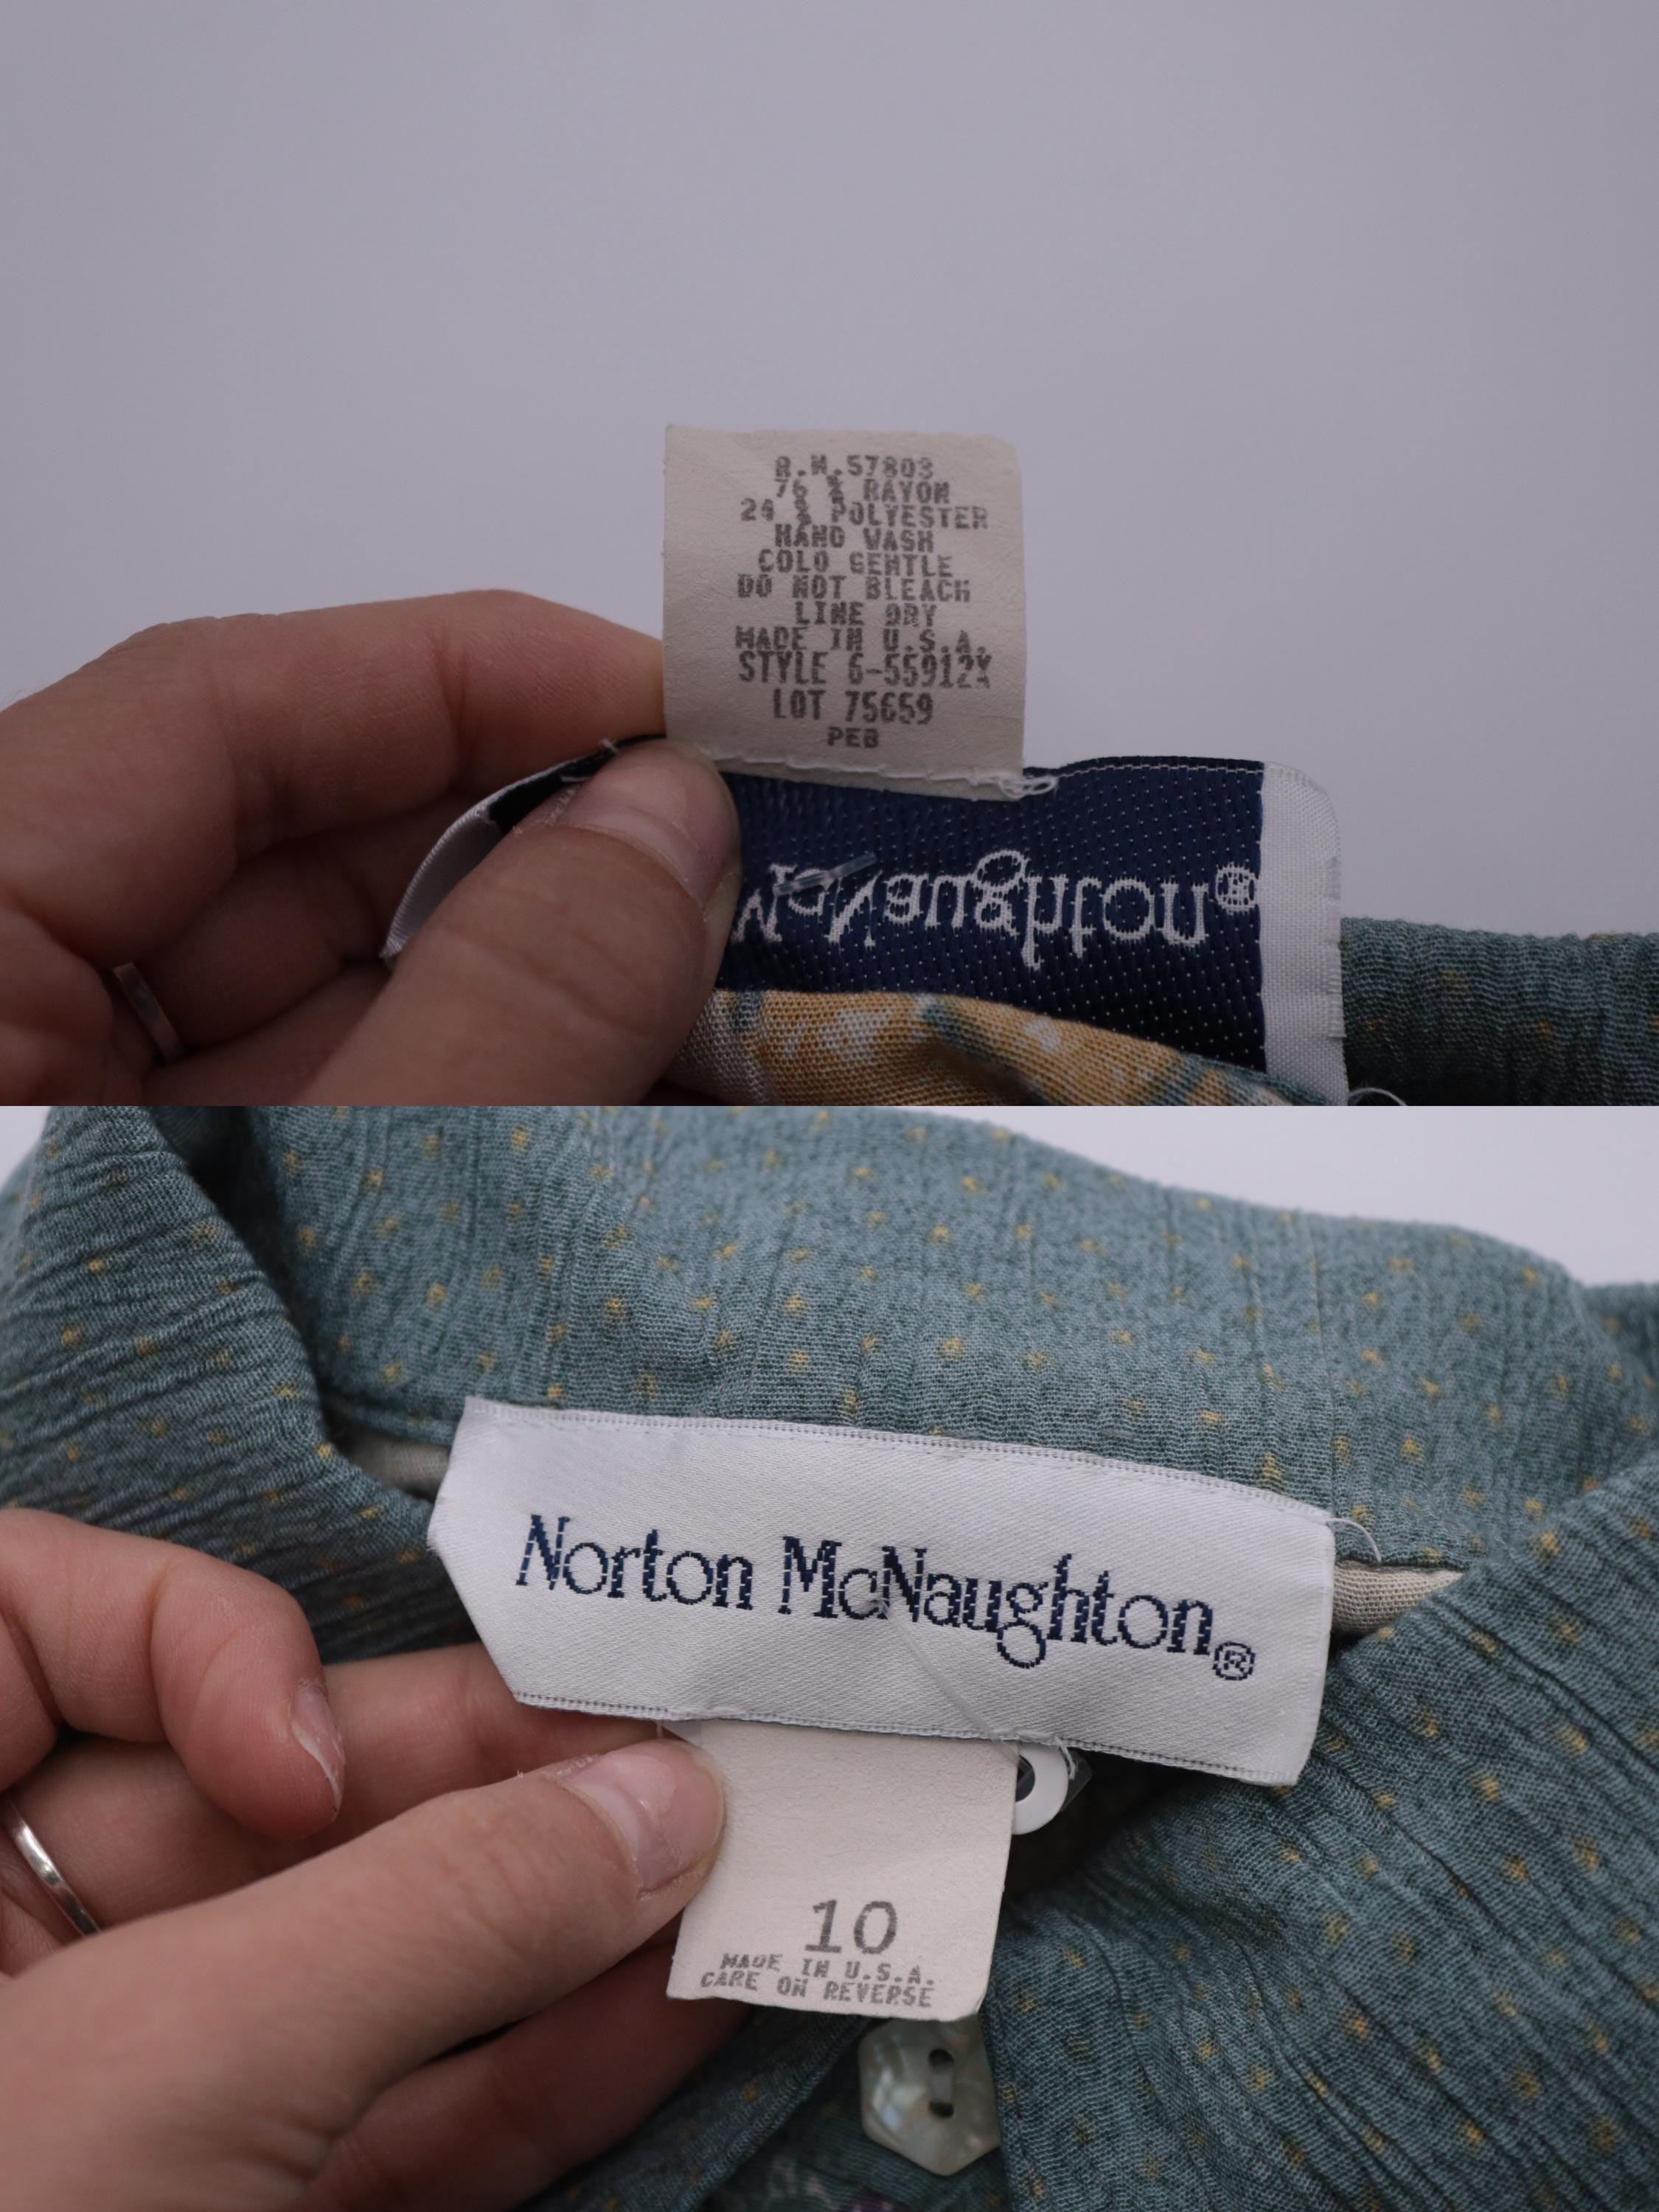 R.N.57803
76 % RAYON
24 % POLYESTER
HAND WASH
COLD GENTLE
DO NOT BLEACH
LINE DRY
MADE IN U.S.A.
STYLE 6-55912X
LOT 75659
PEB
McNaughton®
Norton McNaughton®
10
MADE IN U.S.A.
CARE ON REVERSE